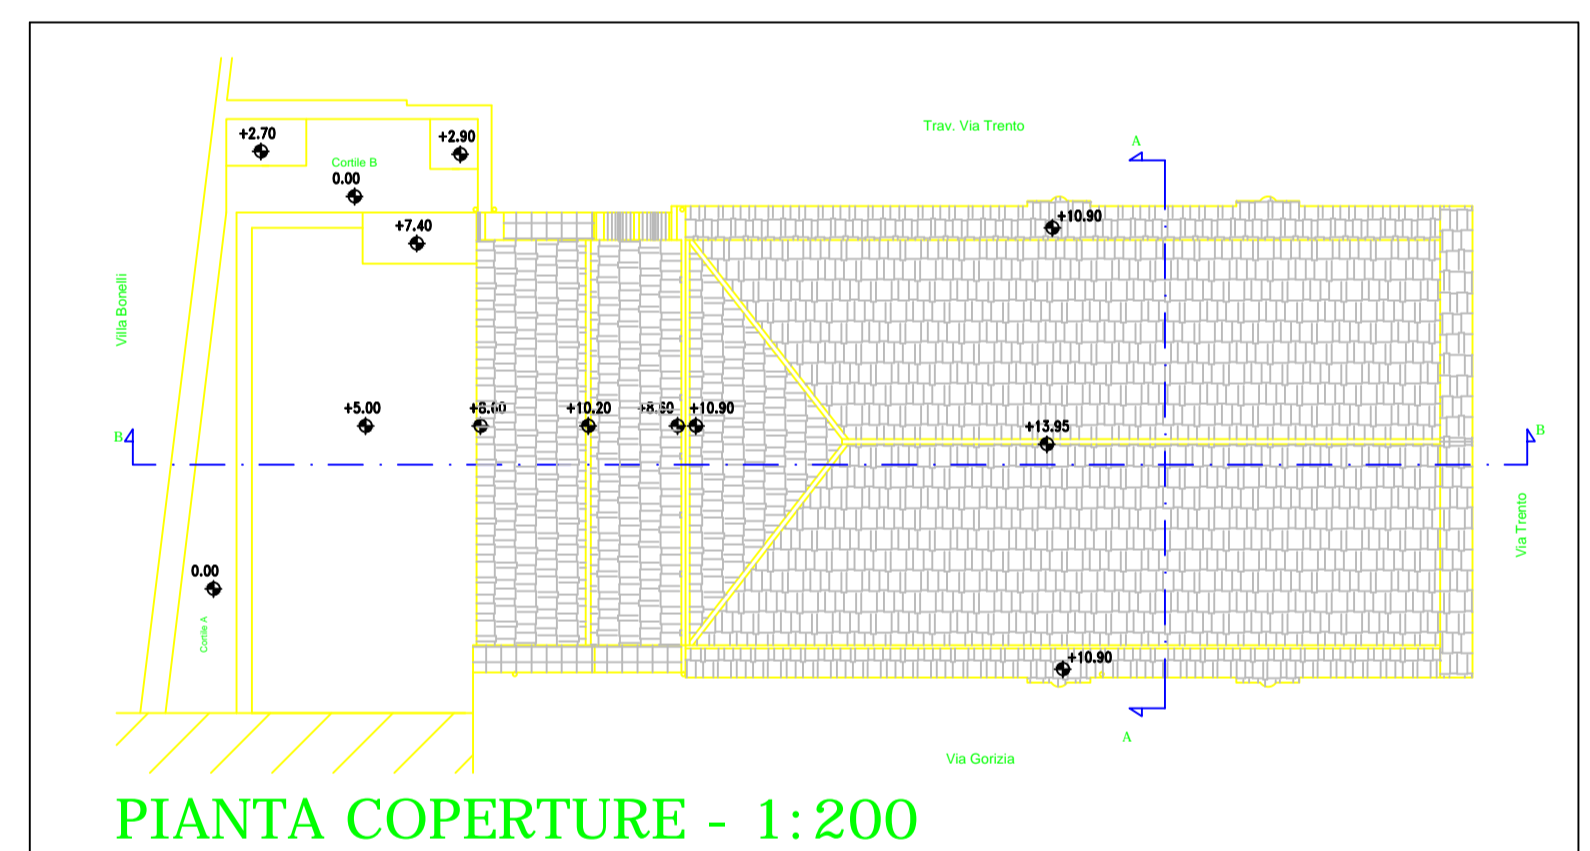 Trav. Via Trento
A
+2.70
+2.90
Cortile B
0.00
+7.40
+10.90
Villa Bonelli
+5.00
+10.20
+10.90
+13.95
B
B
Via Trento
0.00
Cortile A
+10.90
A
Via Gorizia
PIANTA COPERTURE - 1:200